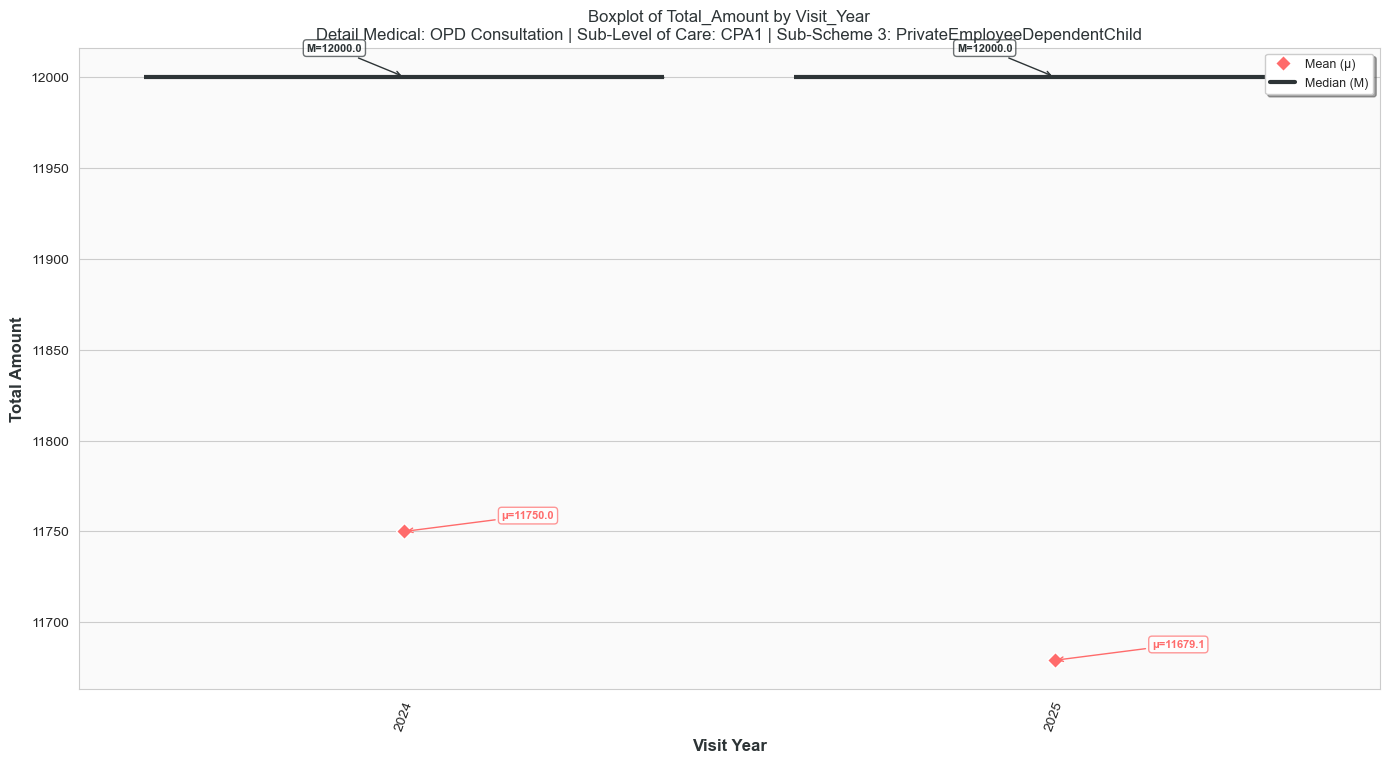 Boxplot of Total_Amount by Visit_Year
Detail Medical: OPD Consultation | Sub-Level of Care: CPA1 | Sub-Scheme 3: PrivateEmployeeDependentChild
M=12000.0
M=12000.0
Mean (μ)
Median (M)
12000
11950
11900
11850
11800
11750
11700
Total Amount
μ=11750.0
μ=11679.1
2024
2025
Visit Year